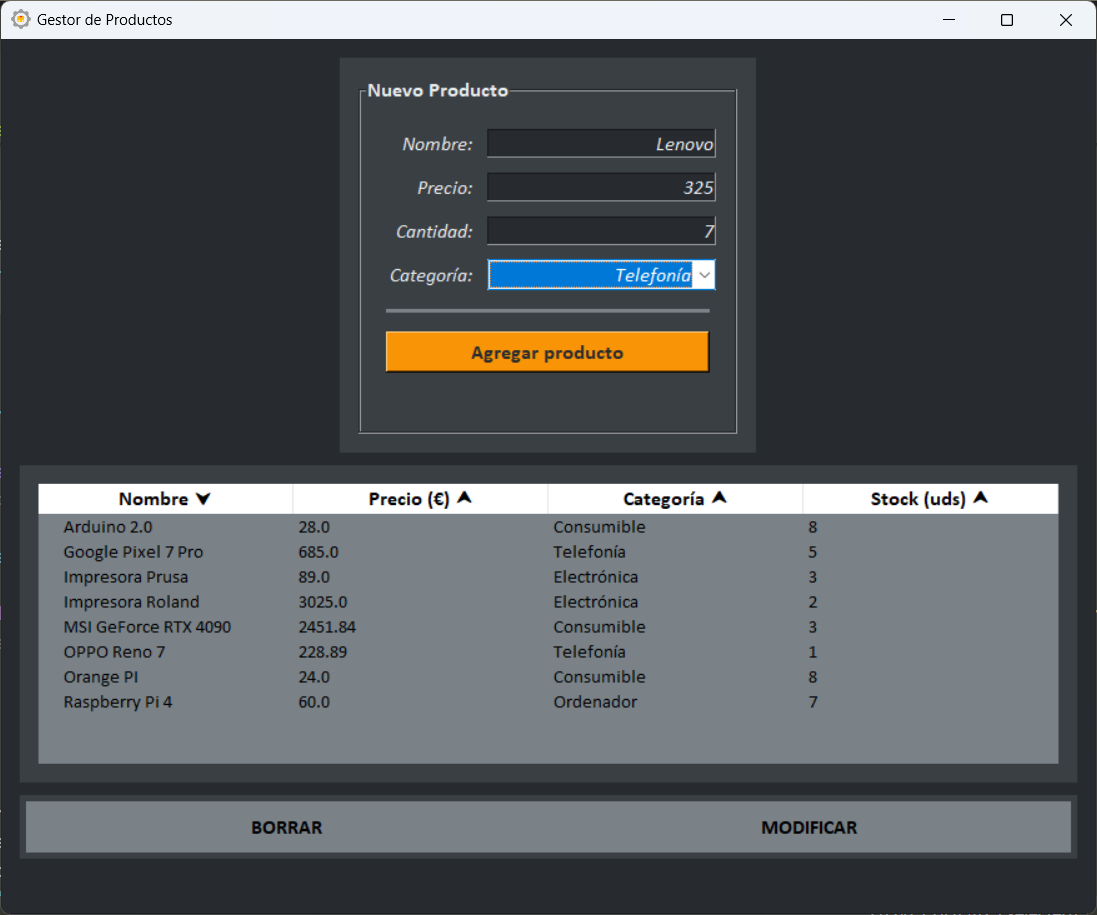 Gestor de Productos
Nuevo Producto
Nombre: Lenovo
Precio: 325
Cantidad: 7
Categoría: Telefonía
Agregar producto
Nombre ⮟ Precio (€) ⮝ Categoría ⮝ Stock (uds) ⮝
Arduino 2.0 28.0 Consumible 8
Google Pixel 7 Pro 685.0 Telefonía 5
Impresora Prusa 89.0 Electrónica 3
Impresora Roland 3025.0 Electrónica 2
MSI GeForce RTX 4090 2451.84 Consumible 3
OPPO Reno 7 228.89 Telefonía 1
Orange PI 24.0 Consumible 8
Raspberry Pi 4 60.0 Ordenador 7
BORRAR MODIFICAR